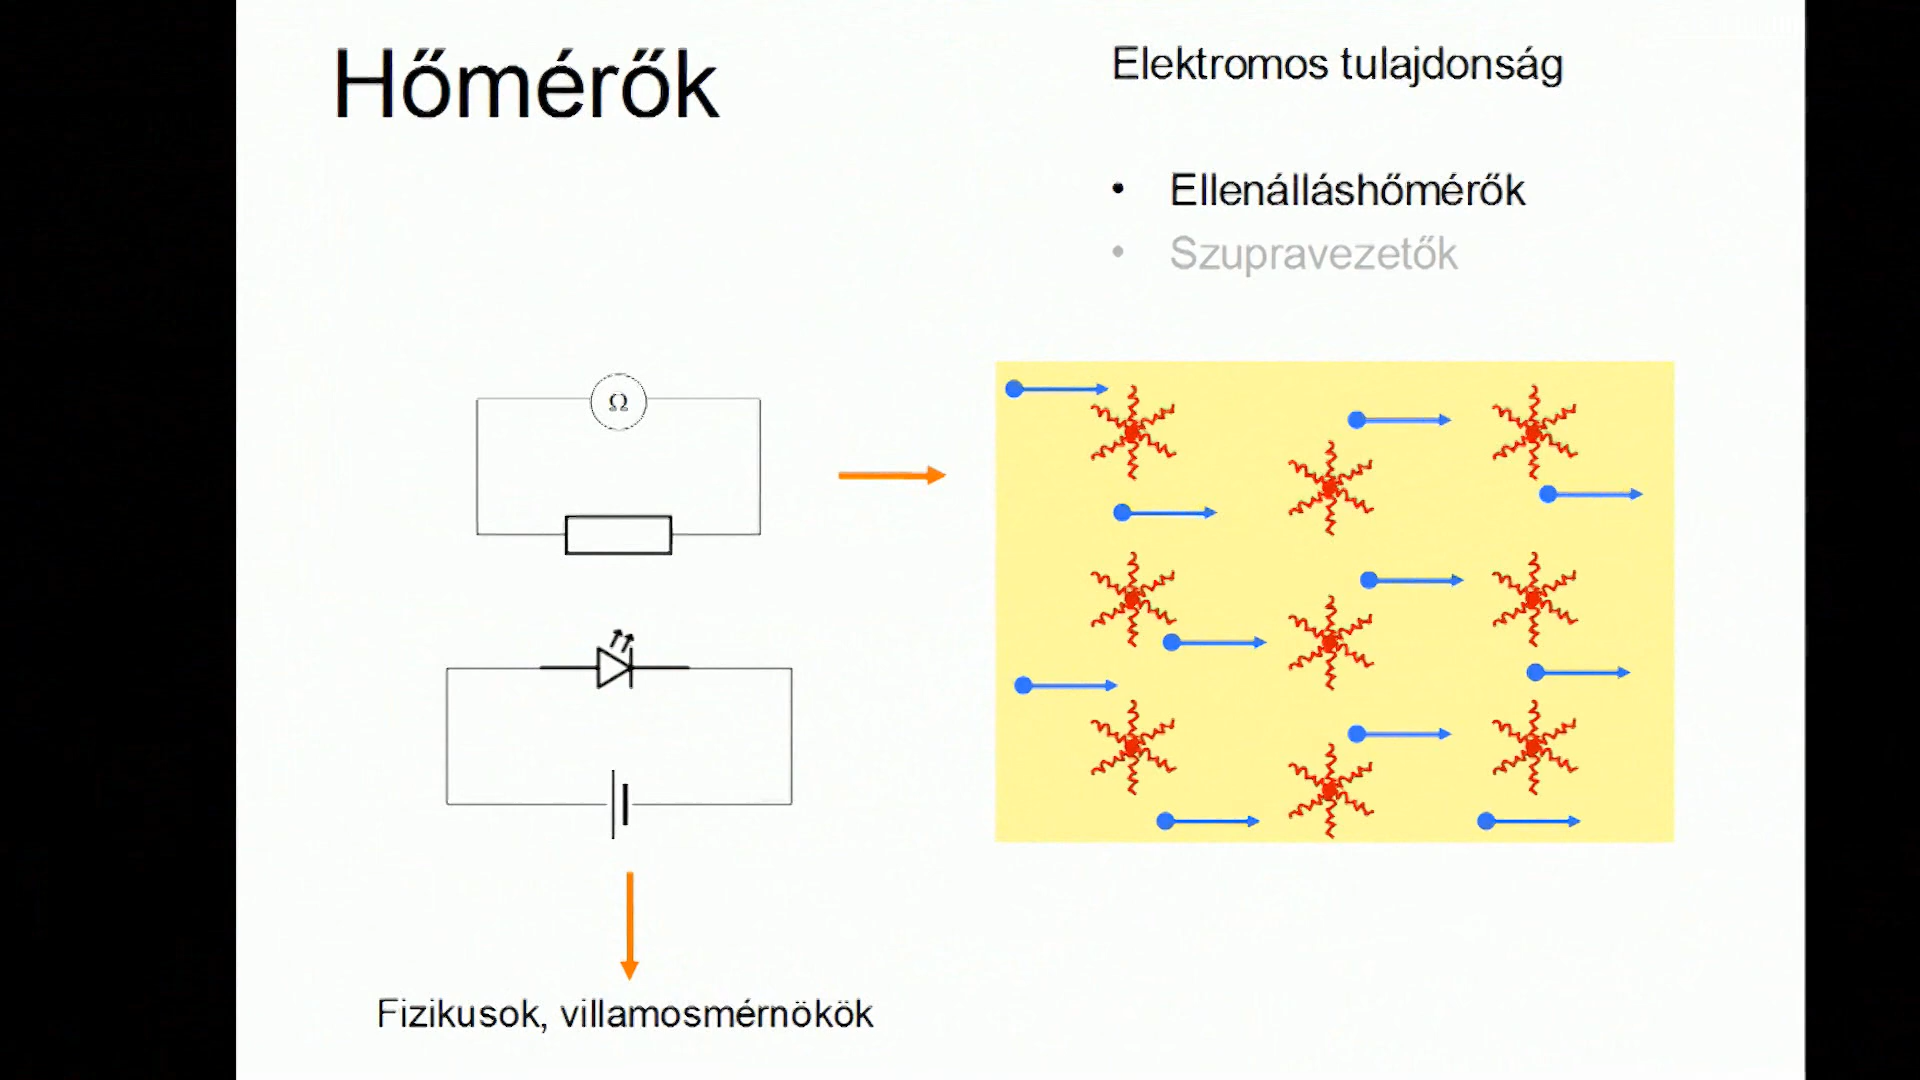 Hőmérők
Elektromos tulajdonság
• Ellenálláshőmérők
• Szupravezetők
Ω
Fizikusok, villamosmérnökök